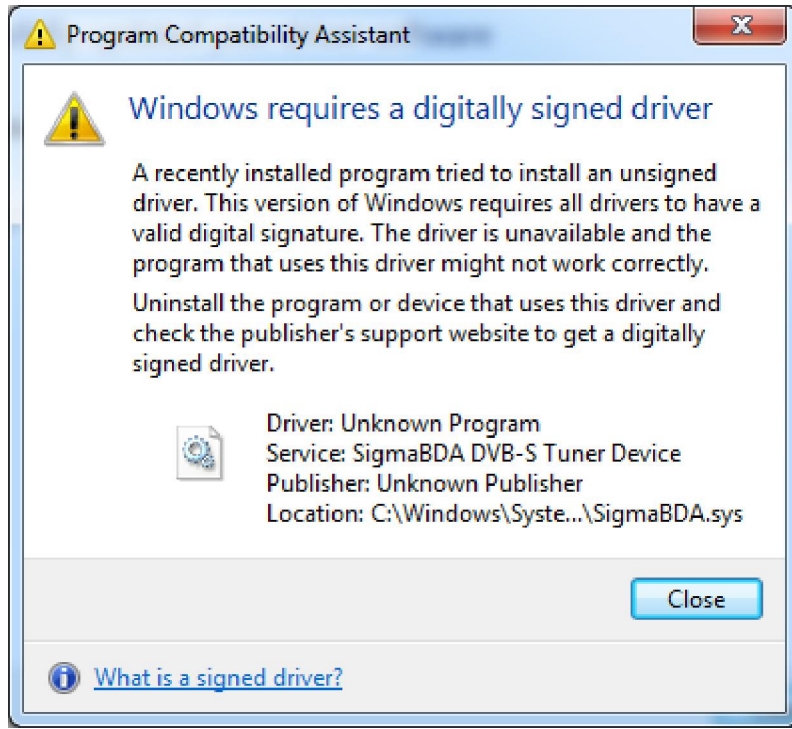 Program Compatibility Assistant
Windows requires a digitally signed driver
A recently installed program tried to install an unsigned
driver. This version of Windows requires all drivers to have a
valid digital signature. The driver is unavailable and the
program that uses this driver might not work correctly.
Uninstall the program or device that uses this driver and
check the publisher's support website to get a digitally
signed driver.
Driver: Unknown Program
Service: SigmaBDA DVB-S Tuner Device
Publisher: Unknown Publisher
Location: C:\Windows\Syste...\SigmaBDA.sys
Close
What is a signed driver?